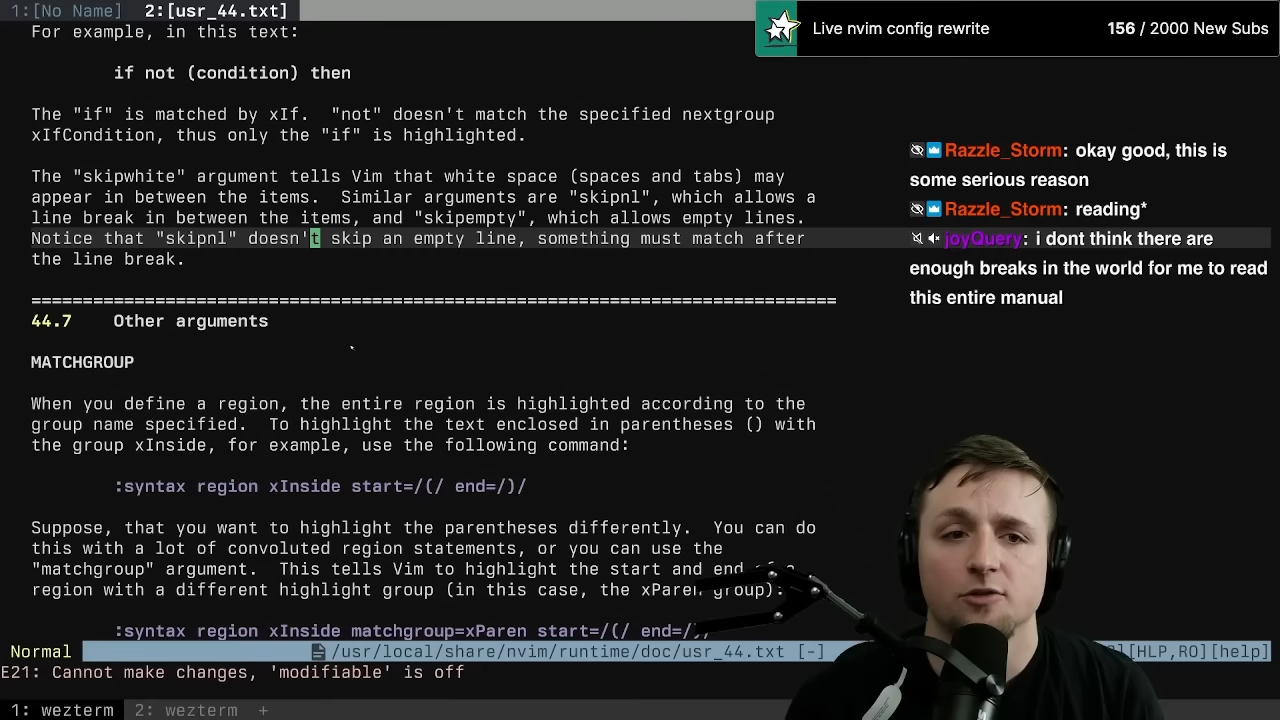 1:[No Name]  2:[usr_44.txt]
For example, in this text:
if not (condition) then
The "if" is matched by xIf.  "not" doesn't match the specified nextgroup
xIfCondition, thus only the "if" is highlighted.
The "skipwhite" argument tells Vim that white space (spaces and tabs) may
appear in between the items.  Similar arguments are "skipnl", which allows a
line break in between the items, and "skipempty", which allows empty lines.
Notice that "skipnl" doesn't skip an empty line, something must match after
the line break.
==============================================================================
44.7    Other arguments
MATCHGROUP
When you define a region, the entire region is highlighted according to the
group name specified.  To highlight the text enclosed in parentheses () with
the group xInside, for example, use the following command:
:syntax region xInside start=/(/ end=/)/
Suppose, that you want to highlight the parentheses differently.  You can do
this with a lot of convoluted region statements, or you can use the
"matchgroup" argument.  This tells Vim to highlight the start and end of a
region with a different highlight group (in this case, the xParen group):
:syntax region xInside matchgroup=xParen start=/(/ end=/)/
Normal /usr/local/share/nvim/runtime/doc/usr_44.txt [-] [HLP,RO][help]
E21: Cannot make changes, 'modifiable' is off
1: wezterm  2: wezterm  +
Live nvim config rewrite  156 / 2000 New Subs
Razzle_Storm: okay good, this is
some serious reason
Razzle_Storm: reading*
joyQuery: i dont think there are
enough breaks in the world for me to read
this entire manual